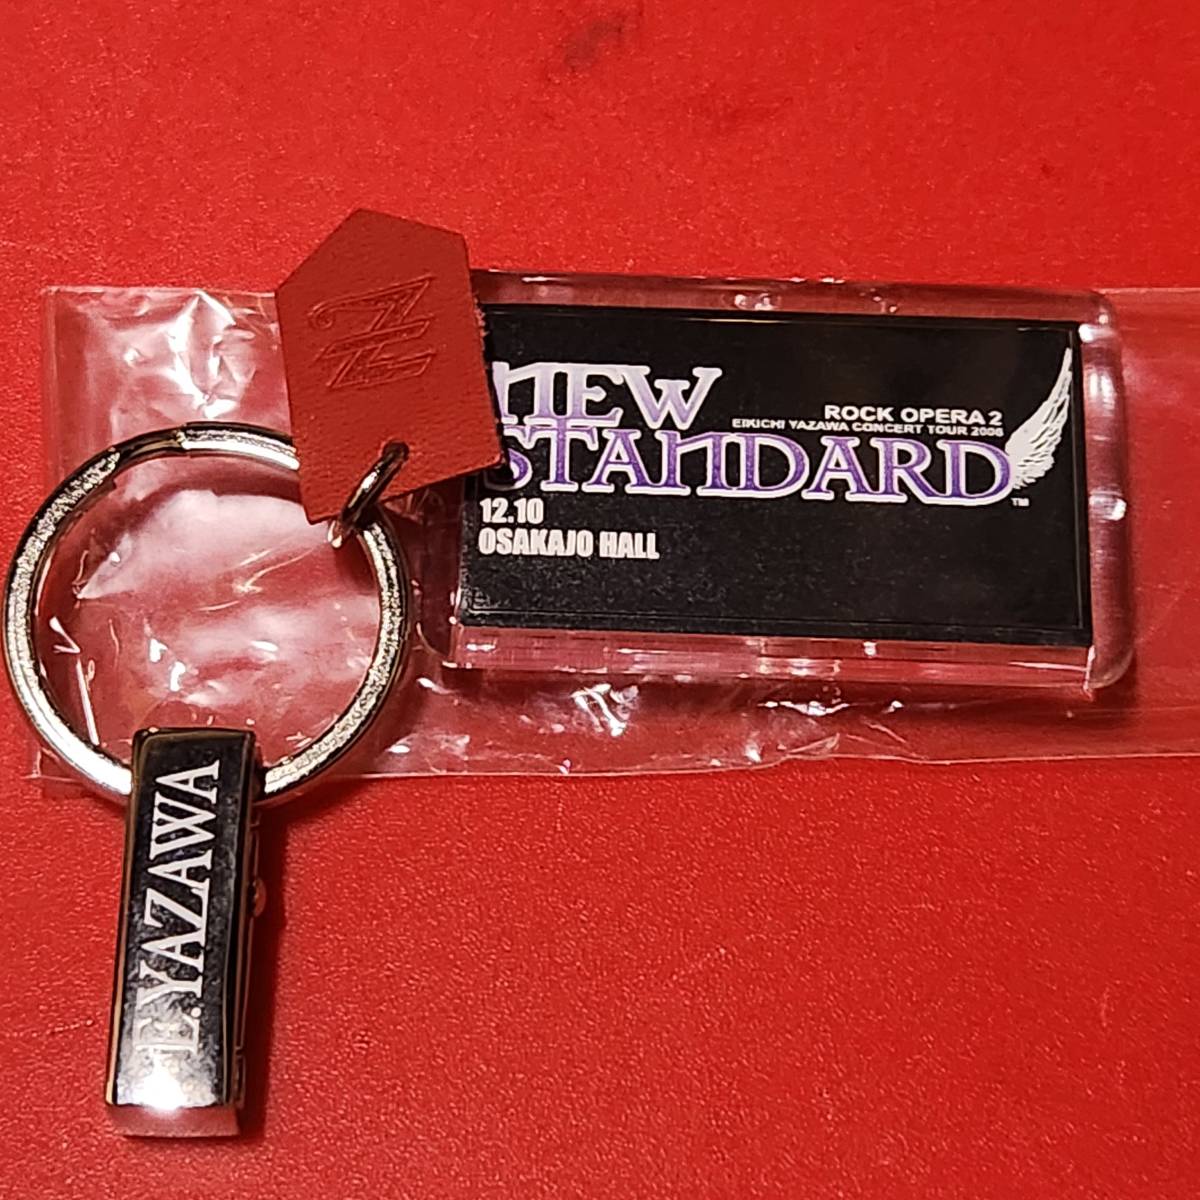 NEW
ROCK OPERA 2
EIKICHI YAZAWA CONCERT TOUR 2006
STANDARD
TM
12.10
OSAKAJO HALL
E.YAZAWA